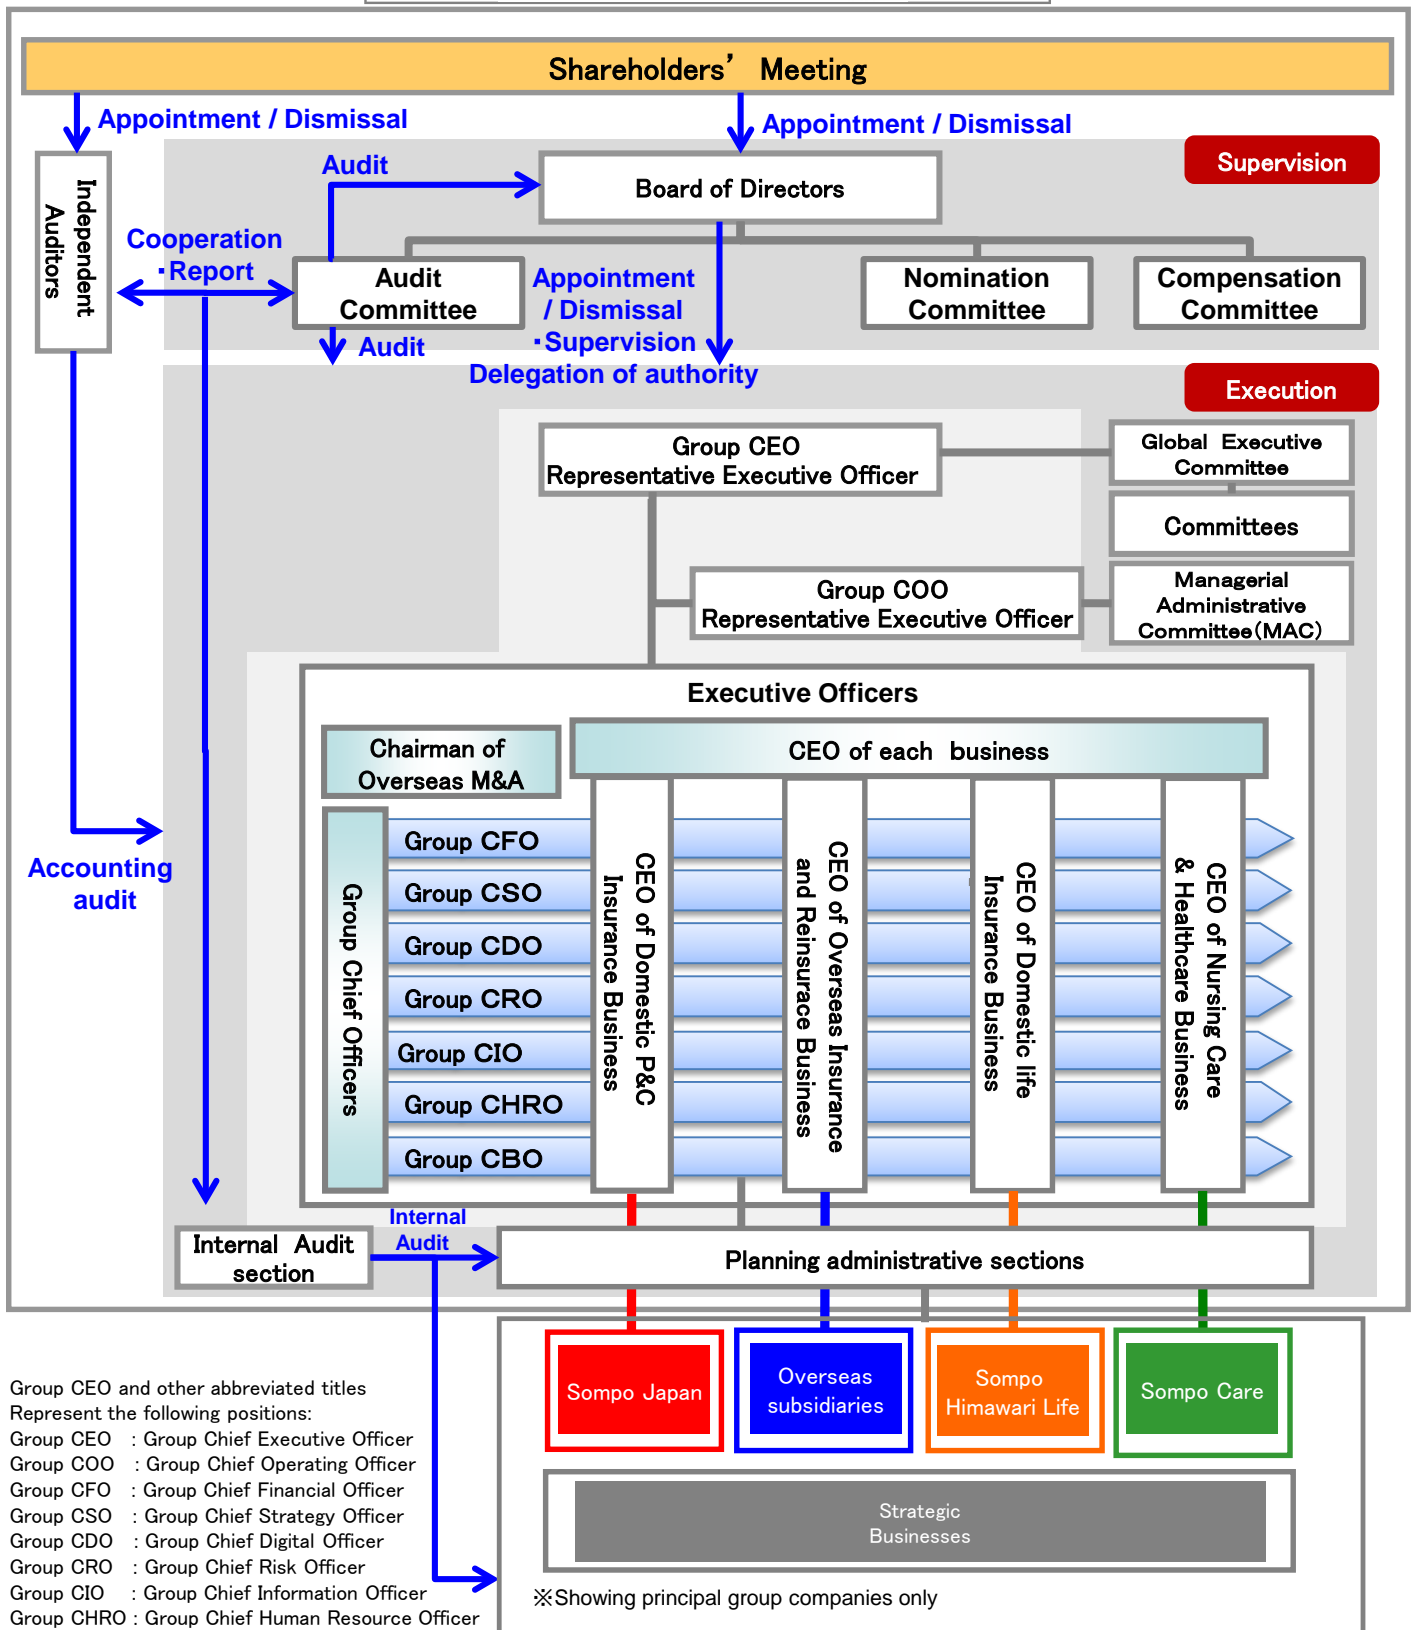 Shareholders’ Meeting
Appointment / Dismissal
Appointment / Dismissal
Supervision
Independent
Auditors
Audit
Board of Directors
Cooperation
・Report
Audit
Committee
Appointment
/ Dismissal
・Supervision
Delegation of authority
Nomination
Committee
Compensation
Committee
Audit
Execution
Group CEO
Representative Executive Officer
Global Executive
Committee
Committees
Group COO
Representative Executive Officer
Managerial
Administrative
Committee(MAC)
Executive Officers
Chairman of
Overseas M&A
CEO of each business
Accounting
audit
Group Chief Officers
Group CFO
Group CSO
Group CDO
Group CRO
Group CIO
Group CHRO
Group CBO
CEO of Domestic P&C
Insurance Business
CEO of Overseas Insurance
and Reinsurace Business
CEO of Domestic life
Insurance Business
CEO of Nursing Care
& Healthcare Business
Internal Audit
section
Internal
Audit
Planning administrative sections
Sompo Japan
Overseas
subsidiaries
Sompo
Himawari Life
Sompo Care
Strategic
Businesses
※Showing principal group companies only
Group CEO and other abbreviated titles
Represent the following positions:
Group CEO : Group Chief Executive Officer
Group COO : Group Chief Operating Officer
Group CFO : Group Chief Financial Officer
Group CSO : Group Chief Strategy Officer
Group CDO : Group Chief Digital Officer
Group CRO : Group Chief Risk Officer
Group CIO : Group Chief Information Officer
Group CHRO : Group Chief Human Resource Officer